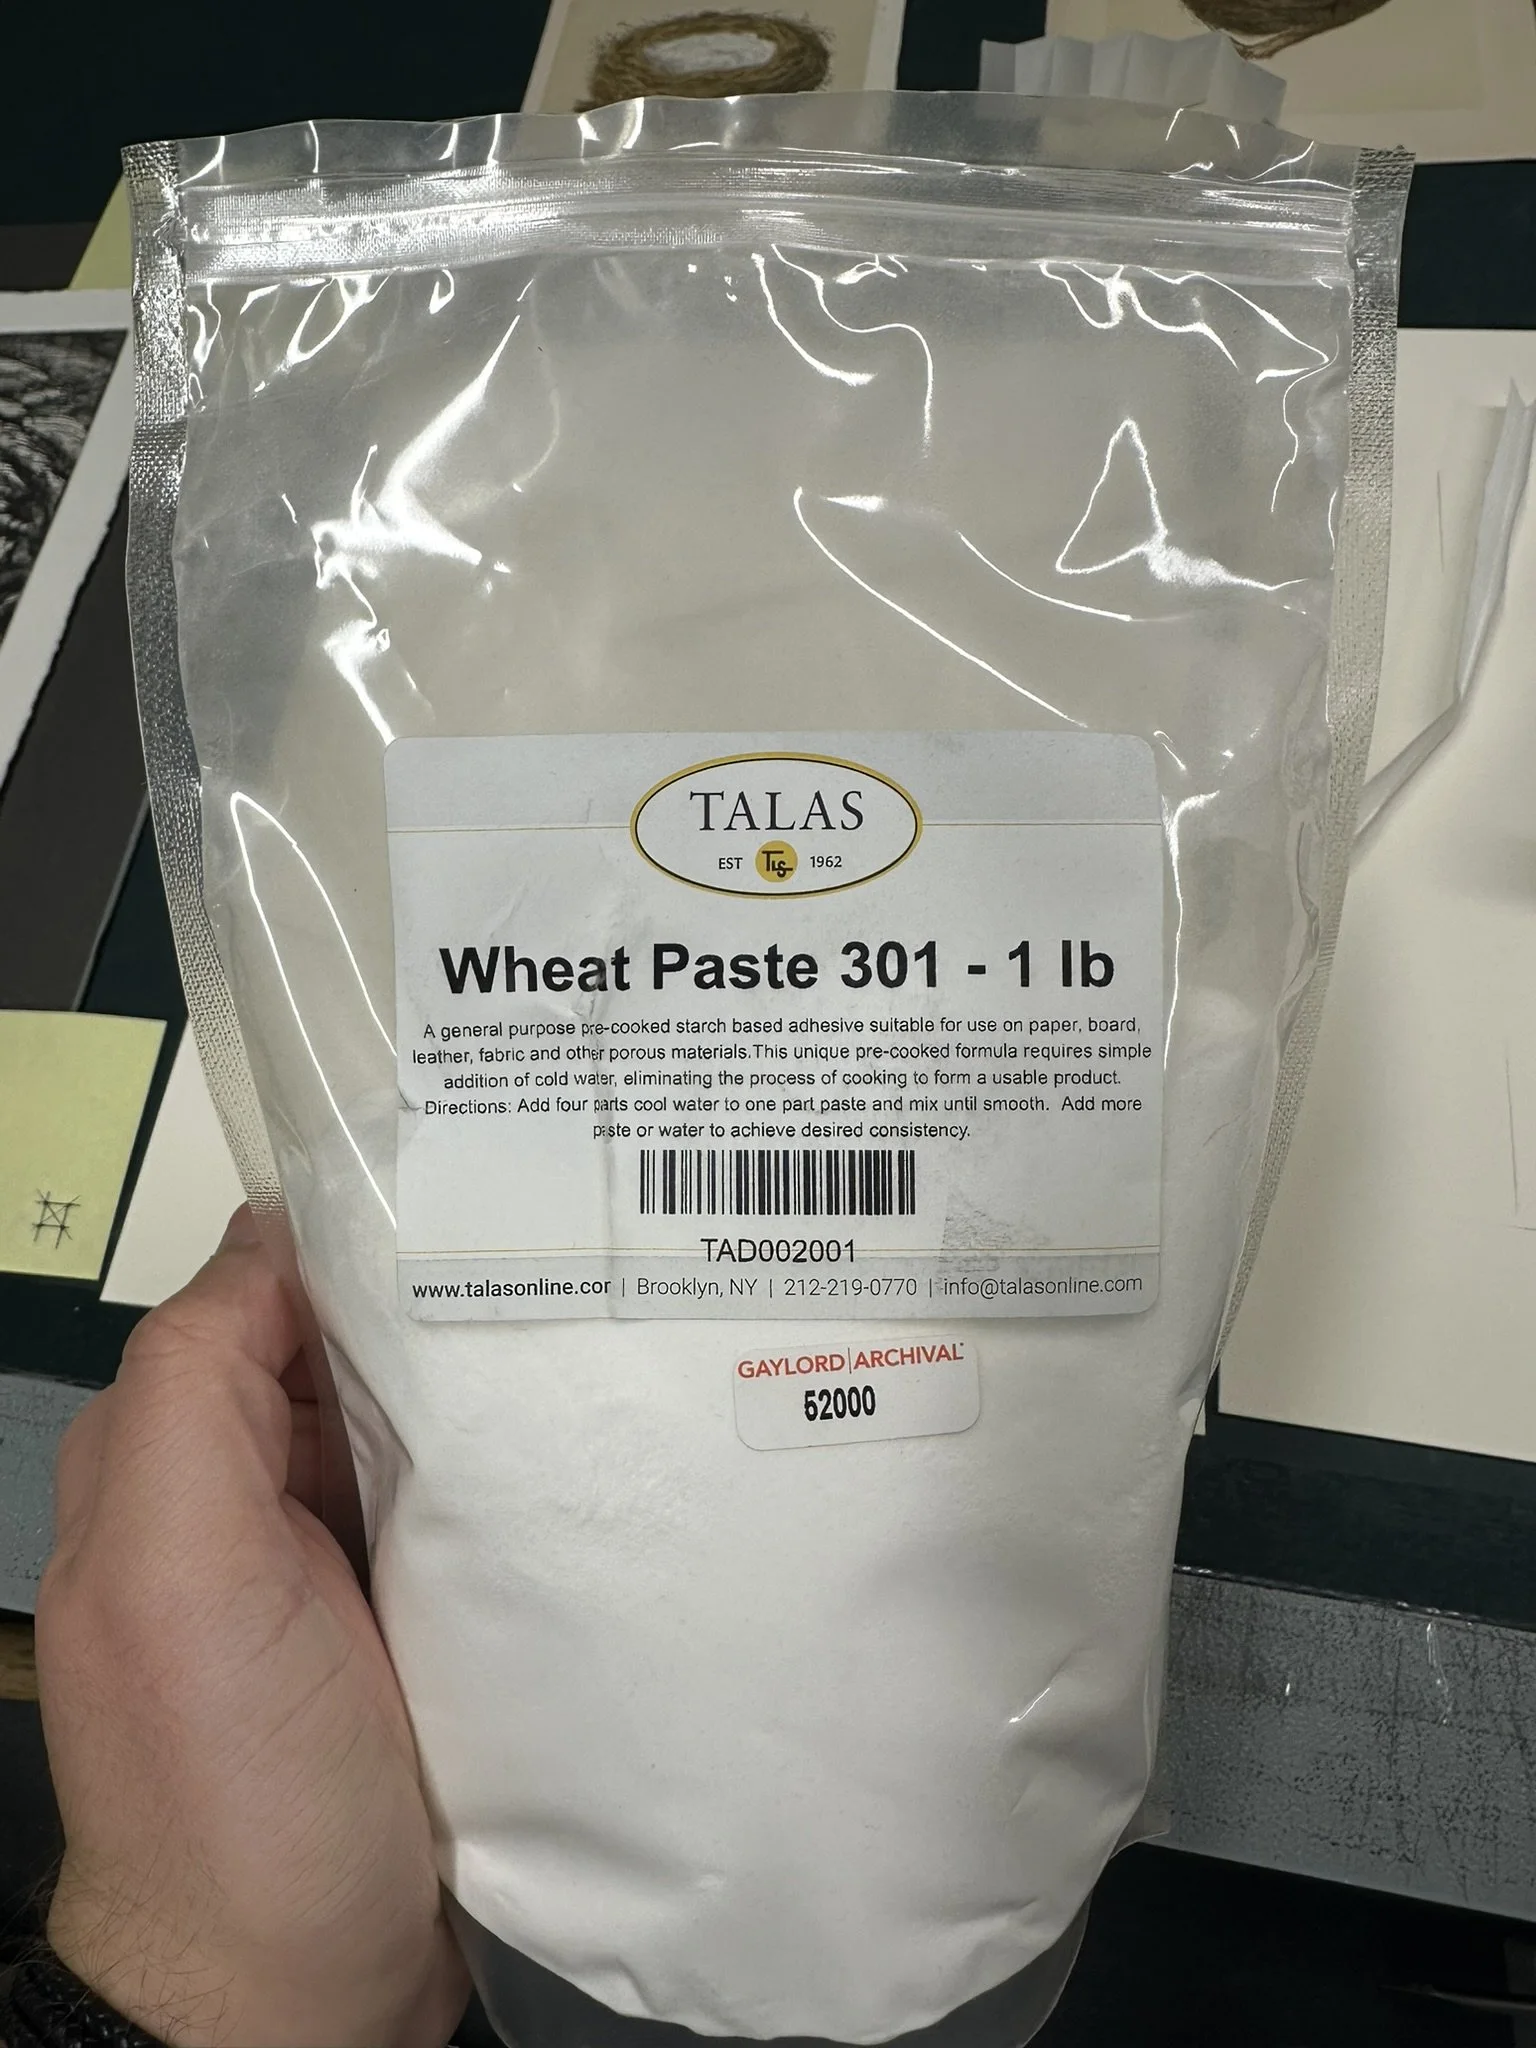 TALAS
EST TLS 1962
Wheat Paste 301 - 1 lb
A general purpose pre-cooked starch based adhesive suitable for use on paper, board,
leather, fabric and other porous materials.This unique pre-cooked formula requires simple
addition of cold water, eliminating the process of cooking to form a usable product.
Directions: Add four parts cool water to one part paste and mix until smooth. Add more
paste or water to achieve desired consistency.
TAD002001
www.talasonline.com | Brooklyn, NY | 212-219-0770 | info@talasonline.com
GAYLORD|ARCHIVAL
52000